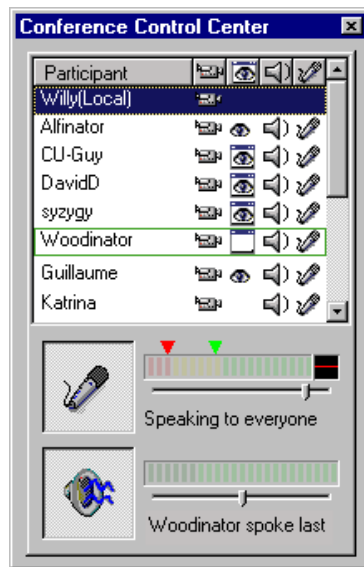 Conference Control Center
Participant
Willy(Local)
Alfinator
CU-Guy
DavidD
syzygy
Woodinator
Guillaume
Katrina
Speaking to everyone
Woodinator spoke last